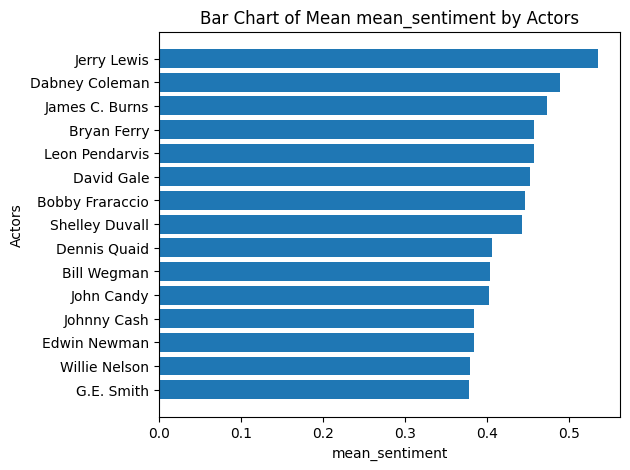 Bar Chart of Mean mean_sentiment by Actors
Jerry Lewis
Dabney Coleman
James C. Burns
Bryan Ferry
Leon Pendarvis
David Gale
Bobby Fraraccio
Shelley Duvall
Dennis Quaid
Bill Wegman
John Candy
Johnny Cash
Edwin Newman
Willie Nelson
G.E. Smith
Actors
0.0 0.1 0.2 0.3 0.4 0.5
mean_sentiment